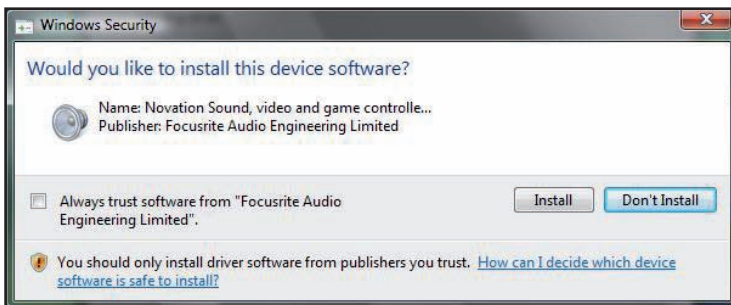 Windows Security
Would you like to install this device software?
Name: Novation Sound, video and game controlle...
Publisher: Focusrite Audio Engineering Limited
Always trust software from "Focusrite Audio
Engineering Limited".
Install
Don't Install
You should only install driver software from publishers you trust. How can I decide which device
software is safe to install?